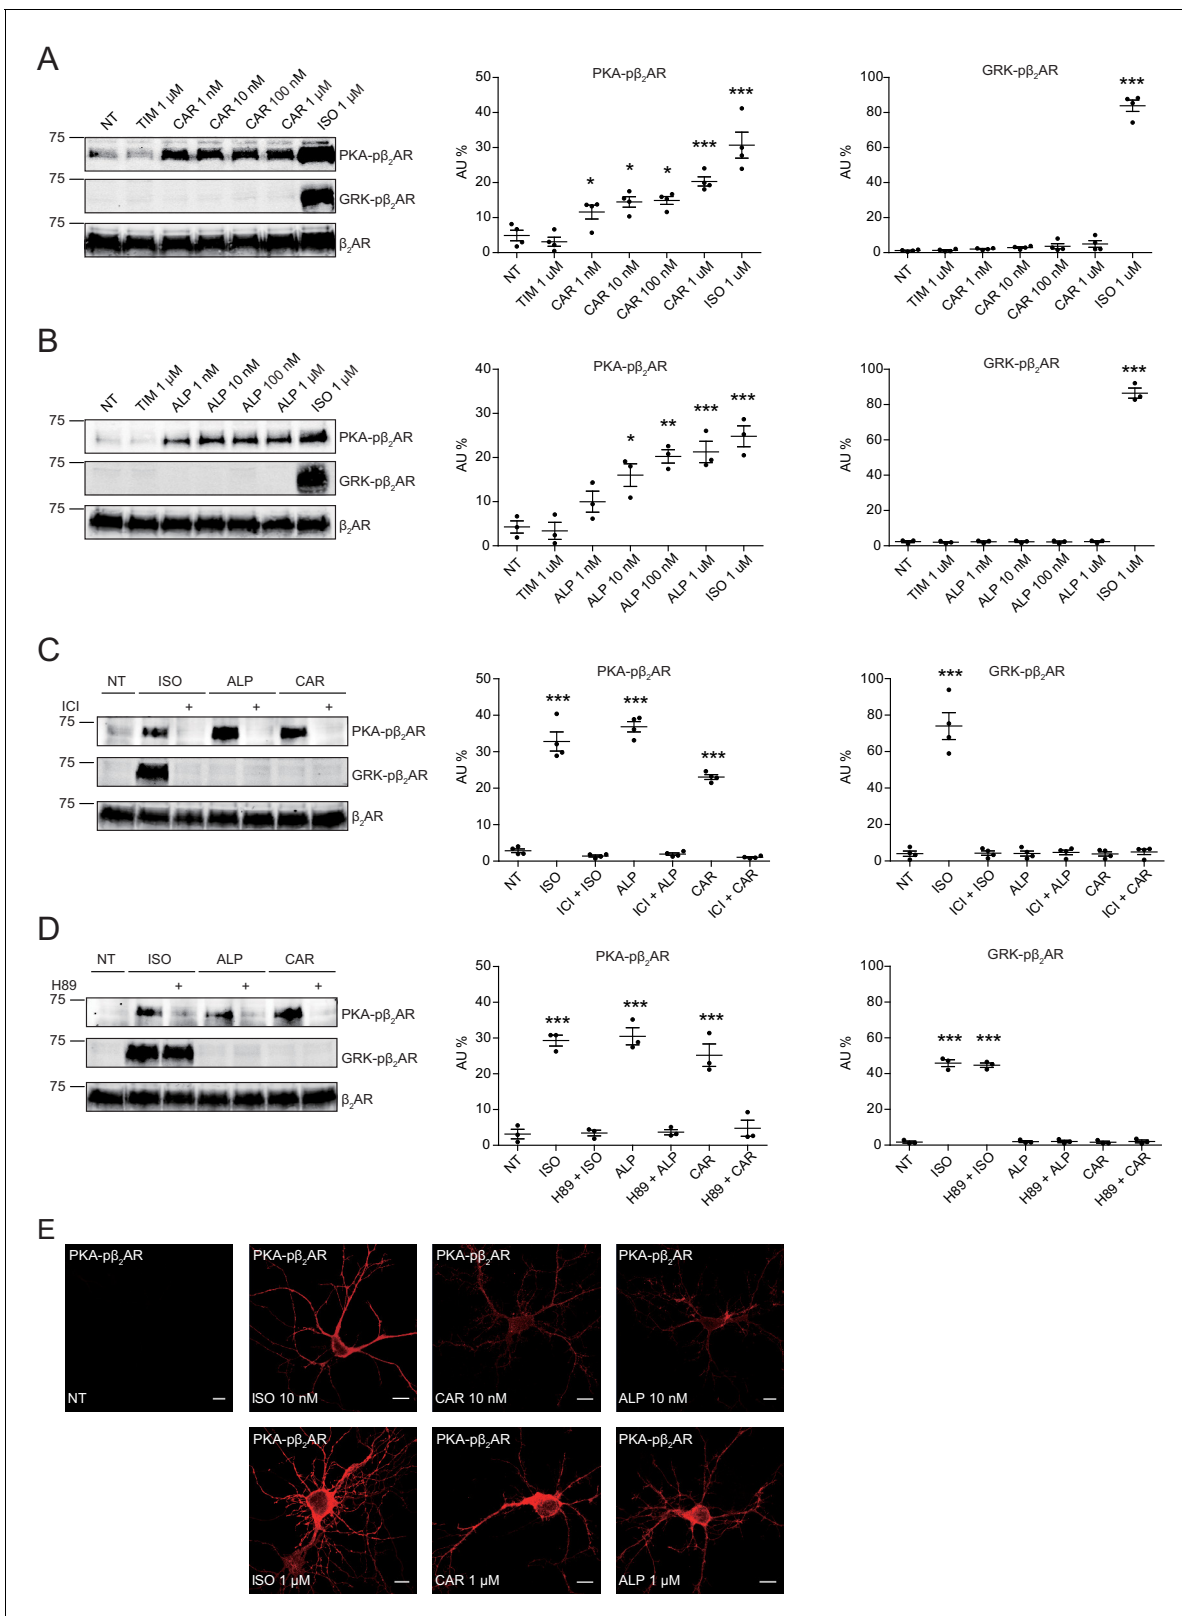 A
NT
TIM 1 µM
CAR 1 nM
CAR 10 nM
CAR 100 nM
CAR 1 µM
ISO 1 µM
75
PKA-pβ₂AR
75
GRK-pβ₂AR
75
β₂AR
PKA-pβ₂AR
AU %
50
40
30
20
10
0
*
*
*
***
***
NT
TIM 1 uM
CAR 1 nM
CAR 10 nM
CAR 100 nM
CAR 1 uM
ISO 1 uM
GRK-pβ₂AR
AU %
100
80
60
40
20
0
***
NT
TIM 1 uM
CAR 1 nM
CAR 10 nM
CAR 100 nM
CAR 1 uM
ISO 1 uM
B
NT
TIM 1 µM
ALP 1 nM
ALP 10 nM
ALP 100 nM
ALP 1 µM
ISO 1 µM
75
PKA-pβ₂AR
75
GRK-pβ₂AR
75
β₂AR
PKA-pβ₂AR
AU %
40
30
20
10
0
*
**
***
***
NT
TIM 1 uM
ALP 1 nM
ALP 10 nM
ALP 100 nM
ALP 1 uM
ISO 1 uM
GRK-pβ₂AR
AU %
100
80
60
40
20
0
***
NT
TIM 1 uM
ALP 1 nM
ALP 10 nM
ALP 100 nM
ALP 1 uM
ISO 1 uM
C
NT ISO ALP CAR
ICI + + +
75
PKA-pβ₂AR
75
GRK-pβ₂AR
75
β₂AR
PKA-pβ₂AR
AU %
50
40
30
20
10
0
***
***
***
NT
ISO
ICI + ISO
ALP
ICI + ALP
CAR
ICI + CAR
GRK-pβ₂AR
AU %
100
80
60
40
20
0
***
NT
ISO
ICI + ISO
ALP
ICI + ALP
CAR
ICI + CAR
D
NT ISO ALP CAR
H89 + + +
75
PKA-pβ₂AR
75
GRK-pβ₂AR
75
β₂AR
PKA-pβ₂AR
AU %
50
40
30
20
10
0
***
***
***
NT
ISO
H89 + ISO
ALP
H89 + ALP
CAR
H89 + CAR
GRK-pβ₂AR
AU %
100
80
60
40
20
0
*** ***
NT
ISO
H89 + ISO
ALP
H89 + ALP
CAR
H89 + CAR
E
PKA-pβ₂AR
NT
PKA-pβ₂AR
ISO 10 nM
PKA-pβ₂AR
CAR 10 nM
PKA-pβ₂AR
ALP 10 nM
PKA-pβ₂AR
ISO 1 µM
PKA-pβ₂AR
CAR 1 µM
PKA-pβ₂AR
ALP 1 µM